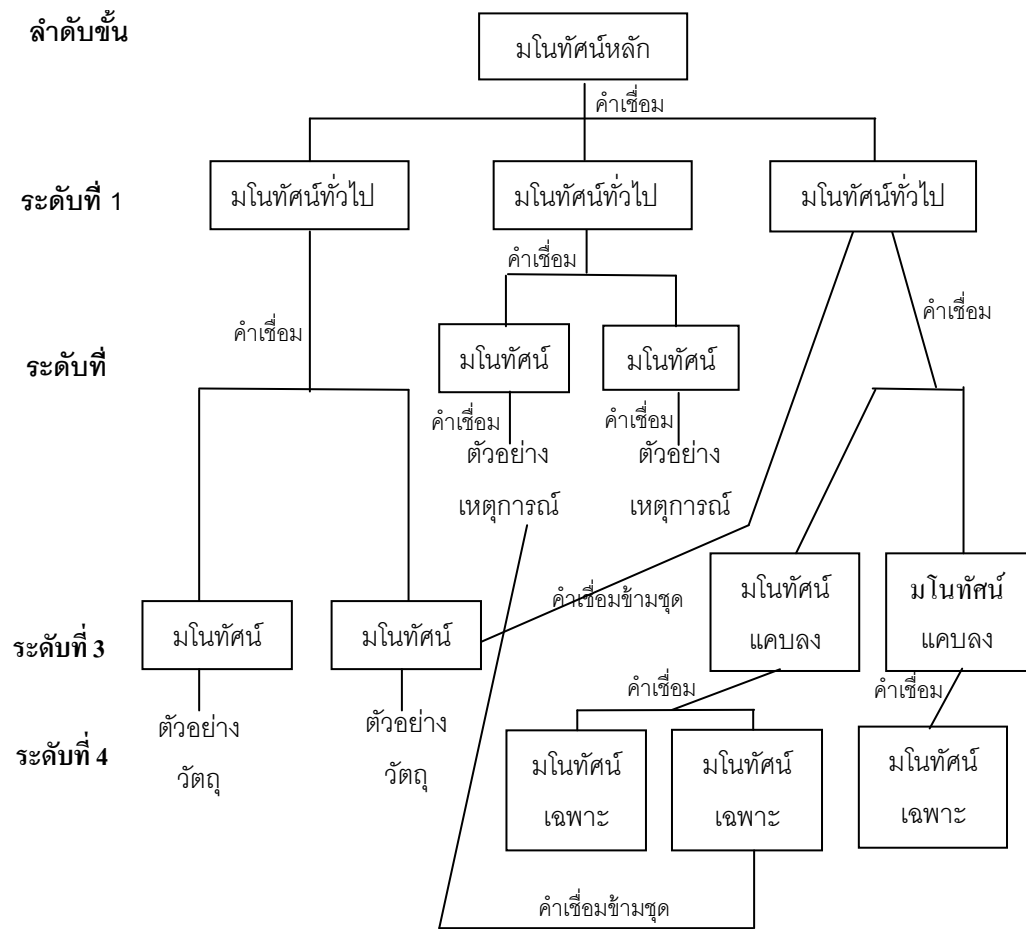 ลำดับขั้น
มโนทัศน์หลัก
คำเชื่อม
ระดับที่ 1
มโนทัศน์ทั่วไป
มโนทัศน์ทั่วไป
มโนทัศน์ทั่วไป
คำเชื่อม
คำเชื่อม
คำเชื่อม
ระดับที่
มโนทัศน์
มโนทัศน์
คำเชื่อม
คำเชื่อม
ตัวอย่าง
เหตุการณ์
ตัวอย่าง
เหตุการณ์
คำเชื่อมข้ามชุด
มโนทัศน์
แคบลง
มโนทัศน์
แคบลง
ระดับที่ 3
มโนทัศน์
มโนทัศน์
คำเชื่อม
คำเชื่อม
ระดับที่ 4
ตัวอย่าง
วัตถุ
ตัวอย่าง
วัตถุ
มโนทัศน์
เฉพาะ
มโนทัศน์
เฉพาะ
มโนทัศน์
เฉพาะ
คำเชื่อมข้ามชุด